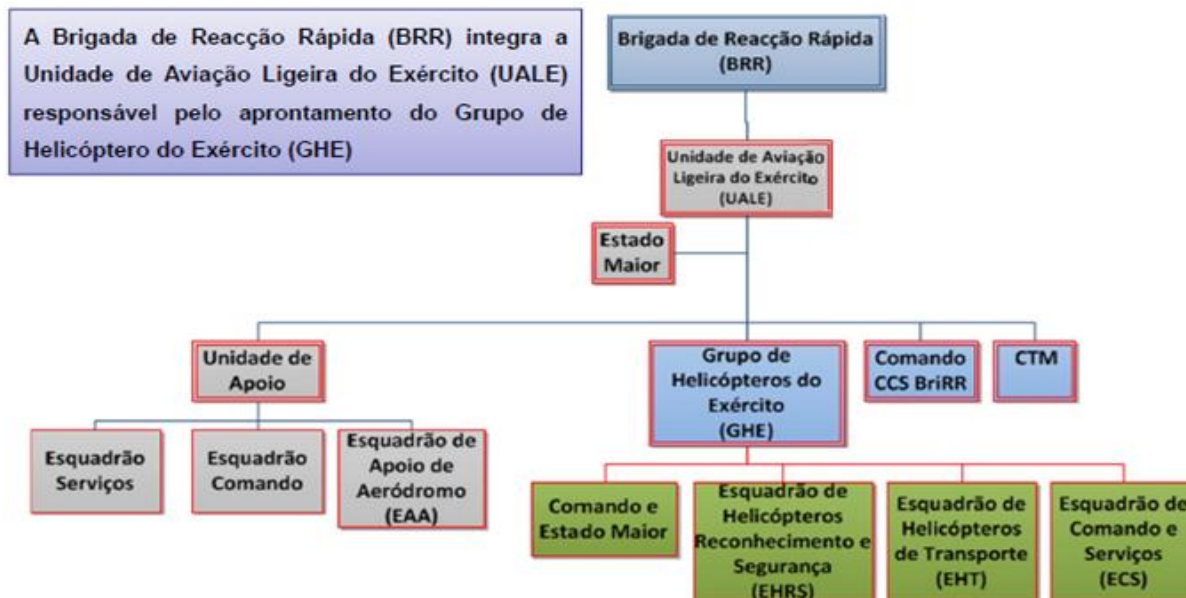 A Brigada de Reacção Rápida (BRR) integra a
Unidade de Aviação Ligeira do Exército (UALE)
responsável pelo aprontamento do Grupo de
Helicóptero do Exército (GHE)
Brigada de Reacção Rápida
(BRR)
Unidade de Aviação
Ligeira do Exército
(UALE)
Estado
Maior
Unidade de
Apoio
Grupo de
Helicópteros do
Exército
(GHE)
Comando
CCS BriRR
CTM
Esquadrão
Serviços
Esquadrão
Comando
Esquadrão de
Apoio de
Aeródromo
(EAA)
Comando e
Estado Maior
Esquadrão de
Helicópteros
Reconhecimento e
Segurança
(EHRS)
Esquadrão de
Helicópteros
de Transporte
(EHT)
Esquadrão de
Comando e
Serviços
(ECS)